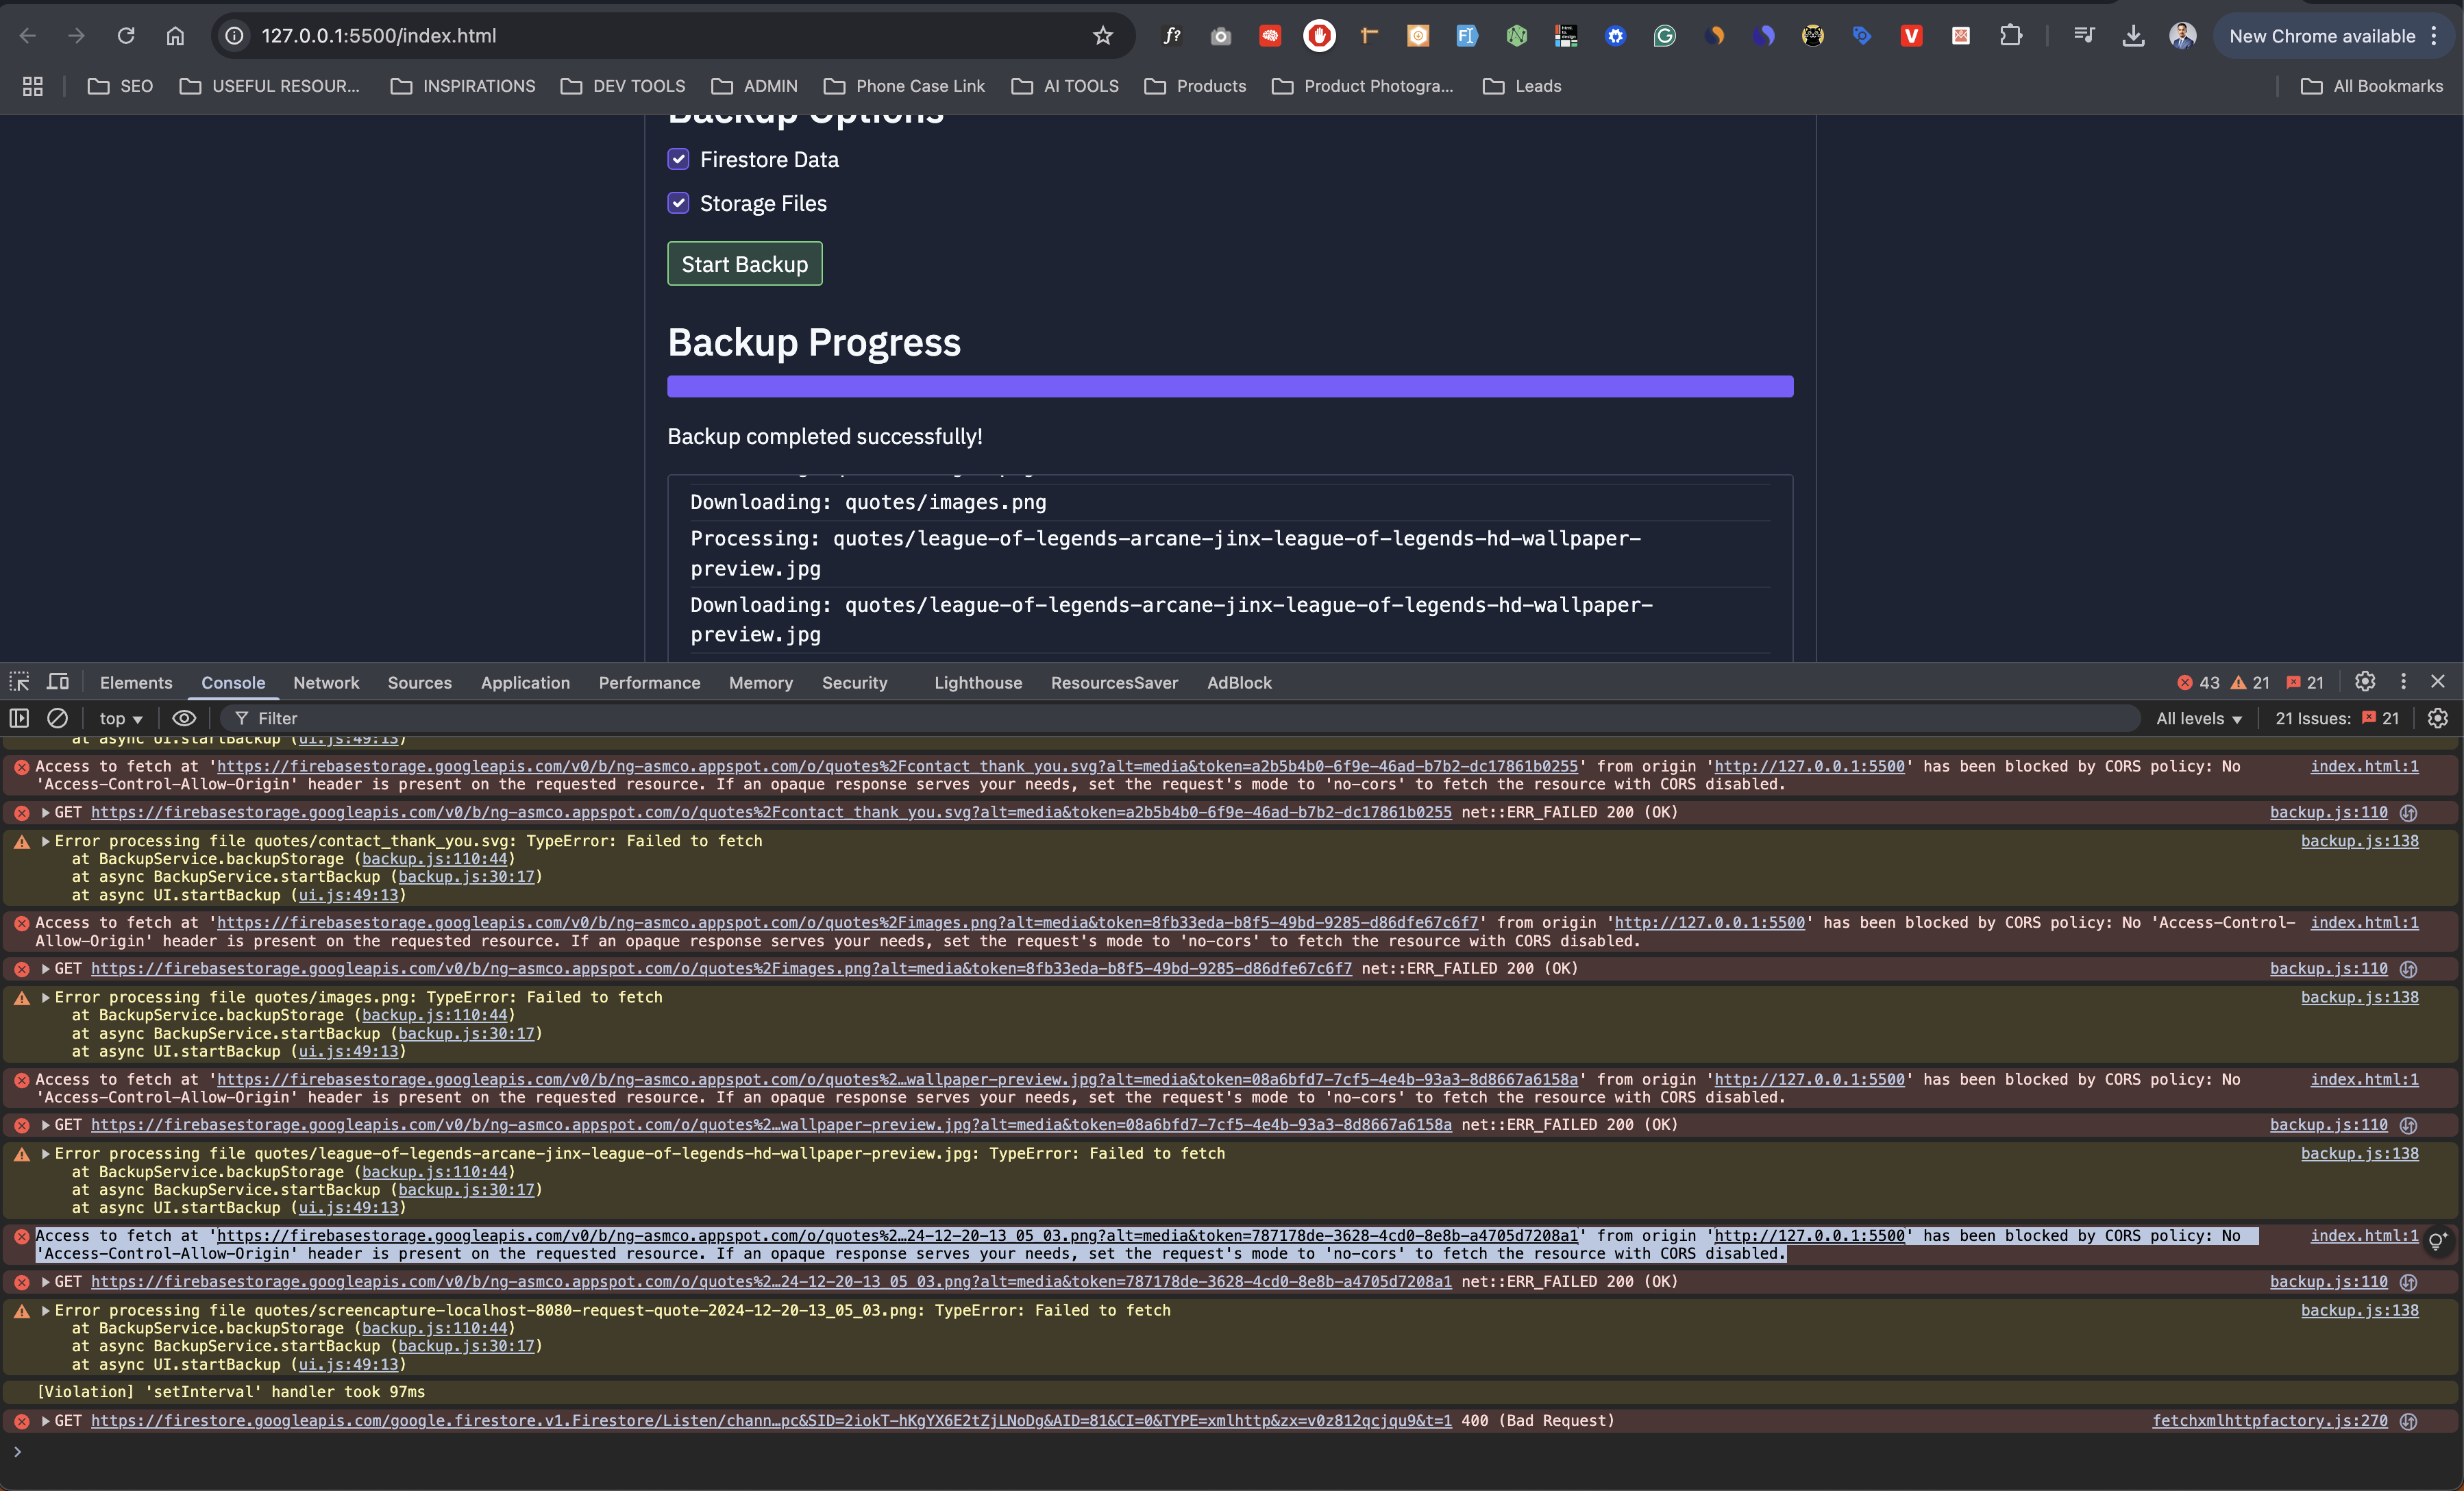 127.0.0.1:5500/index.html
New Chrome available
SEO USEFUL RESOUR... INSPIRATIONS DEV TOOLS ADMIN Phone Case Link AI TOOLS Products Product Photogra... Leads All Bookmarks
Backup Options
Firestore Data
Storage Files
Start Backup
Backup Progress
Backup completed successfully!
Downloading: quotes/images.png
Processing: quotes/league-of-legends-arcane-jinx-league-of-legends-hd-wallpaper-
preview.jpg
Downloading: quotes/league-of-legends-arcane-jinx-league-of-legends-hd-wallpaper-
preview.jpg
Elements Console Network Sources Application Performance Memory Security Lighthouse ResourcesSaver AdBlock 43 21 21
top Filter All levels 21 Issues: 21
at async UI.startBackup (ui.js:49:13)
Access to fetch at 'https://firebasestorage.googleapis.com/v0/b/ng-asmco.appspot.com/o/quotes%2Fcontact_thank_you.svg?alt=media&token=a2b5b4b0-6f9e-46ad-b7b2-dc17861b0255' from origin 'http://127.0.0.1:5500' has been blocked by CORS policy: No index.html:1
'Access-Control-Allow-Origin' header is present on the requested resource. If an opaque response serves your needs, set the request's mode to 'no-cors' to fetch the resource with CORS disabled.
GET https://firebasestorage.googleapis.com/v0/b/ng-asmco.appspot.com/o/quotes%2Fcontact_thank_you.svg?alt=media&token=a2b5b4b0-6f9e-46ad-b7b2-dc17861b0255 net::ERR_FAILED 200 (OK) backup.js:110
Error processing file quotes/contact_thank_you.svg: TypeError: Failed to fetch backup.js:138
at BackupService.backupStorage (backup.js:110:44)
at async BackupService.startBackup (backup.js:30:17)
at async UI.startBackup (ui.js:49:13)
Access to fetch at 'https://firebasestorage.googleapis.com/v0/b/ng-asmco.appspot.com/o/quotes%2Fimages.png?alt=media&token=8fb33eda-b8f5-49bd-9285-d86dfe67c6f7' from origin 'http://127.0.0.1:5500' has been blocked by CORS policy: No 'Access-Control- index.html:1
Allow-Origin' header is present on the requested resource. If an opaque response serves your needs, set the request's mode to 'no-cors' to fetch the resource with CORS disabled.
GET https://firebasestorage.googleapis.com/v0/b/ng-asmco.appspot.com/o/quotes%2Fimages.png?alt=media&token=8fb33eda-b8f5-49bd-9285-d86dfe67c6f7 net::ERR_FAILED 200 (OK) backup.js:110
Error processing file quotes/images.png: TypeError: Failed to fetch backup.js:138
at BackupService.backupStorage (backup.js:110:44)
at async BackupService.startBackup (backup.js:30:17)
at async UI.startBackup (ui.js:49:13)
Access to fetch at 'https://firebasestorage.googleapis.com/v0/b/ng-asmco.appspot.com/o/quotes%2…wallpaper-preview.jpg?alt=media&token=08a6bfd7-7cf5-4e4b-93a3-8d8667a6158a' from origin 'http://127.0.0.1:5500' has been blocked by CORS policy: No index.html:1
'Access-Control-Allow-Origin' header is present on the requested resource. If an opaque response serves your needs, set the request's mode to 'no-cors' to fetch the resource with CORS disabled.
GET https://firebasestorage.googleapis.com/v0/b/ng-asmco.appspot.com/o/quotes%2…wallpaper-preview.jpg?alt=media&token=08a6bfd7-7cf5-4e4b-93a3-8d8667a6158a net::ERR_FAILED 200 (OK) backup.js:110
Error processing file quotes/league-of-legends-arcane-jinx-league-of-legends-hd-wallpaper-preview.jpg: TypeError: Failed to fetch backup.js:138
at BackupService.backupStorage (backup.js:110:44)
at async BackupService.startBackup (backup.js:30:17)
at async UI.startBackup (ui.js:49:13)
Access to fetch at 'https://firebasestorage.googleapis.com/v0/b/ng-asmco.appspot.com/o/quotes%2…24-12-20-13_05_03.png?alt=media&token=787178de-3628-4cd0-8e8b-a4705d7208a1' from origin 'http://127.0.0.1:5500' has been blocked by CORS policy: No index.html:1
'Access-Control-Allow-Origin' header is present on the requested resource. If an opaque response serves your needs, set the request's mode to 'no-cors' to fetch the resource with CORS disabled.
GET https://firebasestorage.googleapis.com/v0/b/ng-asmco.appspot.com/o/quotes%2…24-12-20-13_05_03.png?alt=media&token=787178de-3628-4cd0-8e8b-a4705d7208a1 net::ERR_FAILED 200 (OK) backup.js:110
Error processing file quotes/screencapture-localhost-8080-request-quote-2024-12-20-13_05_03.png: TypeError: Failed to fetch backup.js:138
at BackupService.backupStorage (backup.js:110:44)
at async BackupService.startBackup (backup.js:30:17)
at async UI.startBackup (ui.js:49:13)
[Violation] 'setInterval' handler took 97ms
GET https://firestore.googleapis.com/google.firestore.v1.Firestore/Listen/chann…pc&SID=2iokT-hKgYX6E2tZjLNoDg&AID=81&CI=0&TYPE=xmlhttp&zx=v0z812qcjqu9&t=1 400 (Bad Request) fetchxmlhttpfactory.js:270